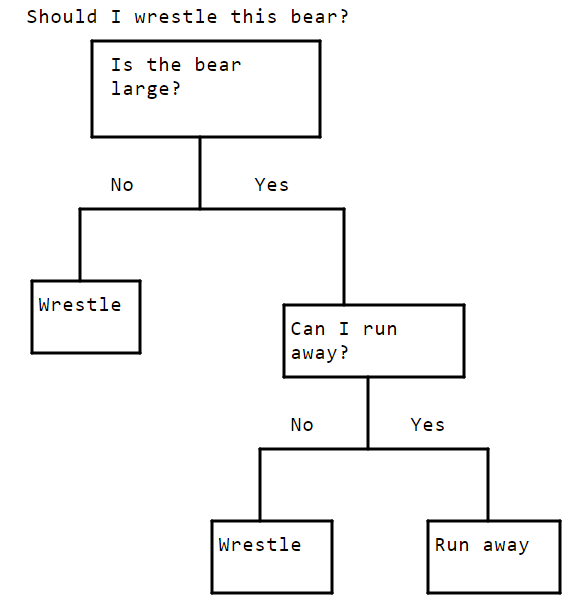 Should I wrestle this bear?
Is the bear
large?
No
Yes
Wrestle
Can I run
away?
No
Yes
Wrestle
Run away